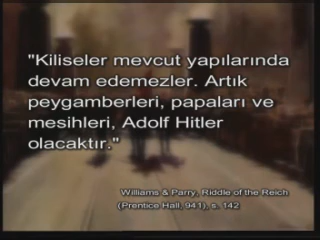 "Kiliseler mevcut yapılarında
devam edemezler. Artık
peygamberleri, papaları ve
mesihleri, Adolf Hitler
olacaktır."
Williams & Parry, Riddle of the Reich
(Prentice Hall, 941), s. 142